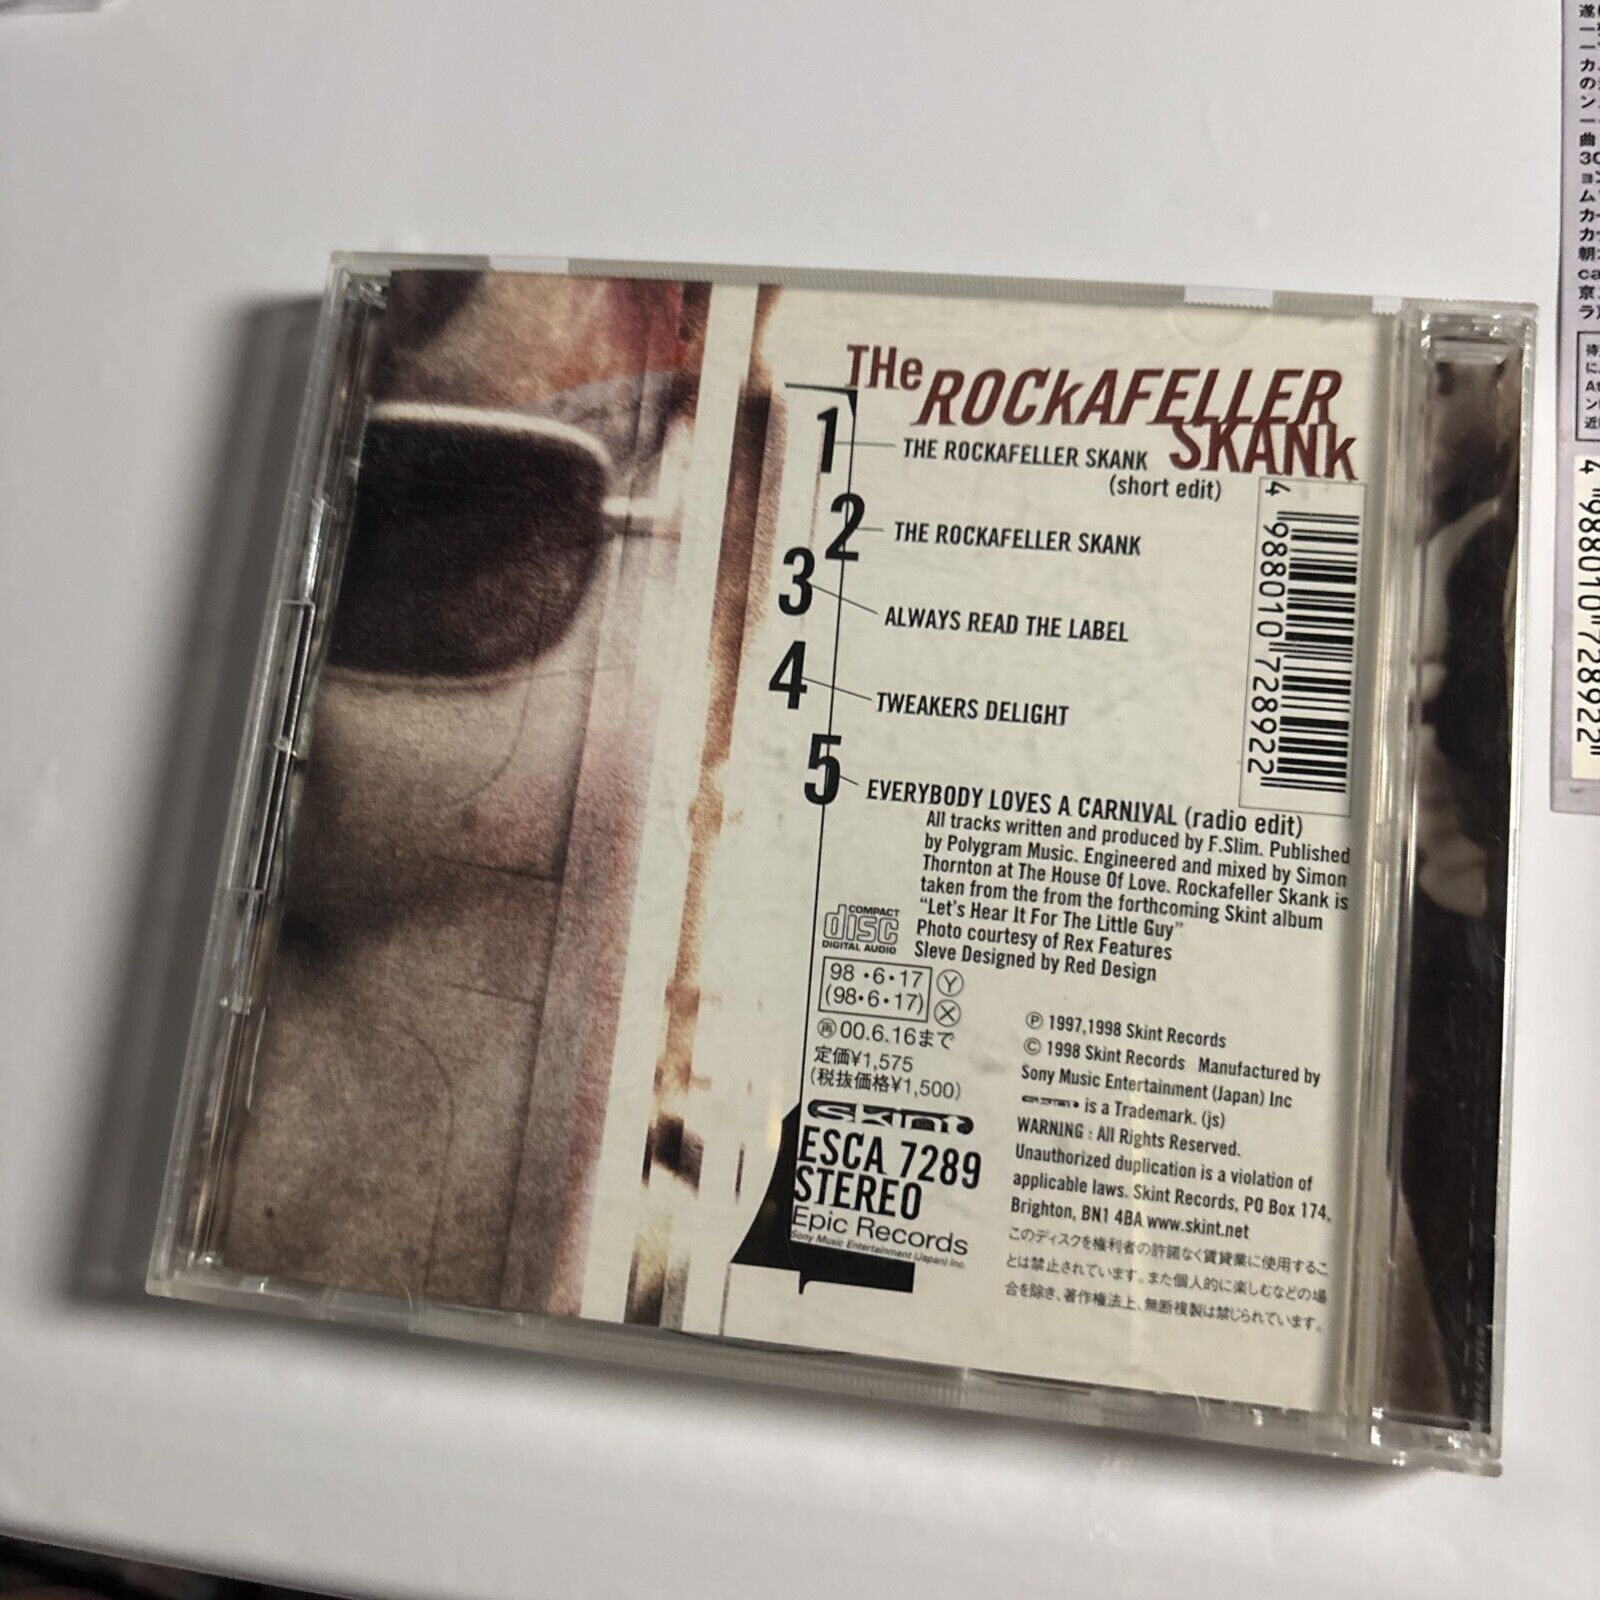 THe ROCkAFELLER
SKANk
1 THE ROCKAFELLER SKANK
(short edit)
2 THE ROCKAFELLER SKANK
3 ALWAYS READ THE LABEL
4 TWEAKERS DELIGHT
5 EVERYBODY LOVES A CARNIVAL (radio edit)
4 988010 728922
All tracks written and produced by F.Slim. Published
by Polygram Music. Engineered and mixed by Simon
Thornton at The House Of Love. Rockafeller Skank is
taken from the from the forthcoming Skint album
“Let's Hear It For The Little Guy”
Photo courtesy of Rex Features
Sleve Designed by Red Design
COMPACT
disc
DIGITAL AUDIO
98・6・17 Ⓨ
(98・6・17) Ⓧ
㊞00.6.16まで
定価¥1,575
(税抜価格¥1,500)
skint
ESCA 7289
STEREO
Epic Records
Sony Music Entertainment (Japan) Inc.
Ⓟ 1997,1998 Skint Records
© 1998 Skint Records Manufactured by
Sony Music Entertainment (Japan) Inc
is a Trademark. (js)
WARNING : All Rights Reserved.
Unauthorized duplication is a violation of
applicable laws. Skint Records, PO Box 174,
Brighton, BN1 4BA www.skint.net
このディスクを権利者の許諾なく賃貸業に使用するこ
とは禁止されています。また個人的に楽しむなどの場
合を除き、著作権法上、無断複製は禁じられています。
4 988010 728922